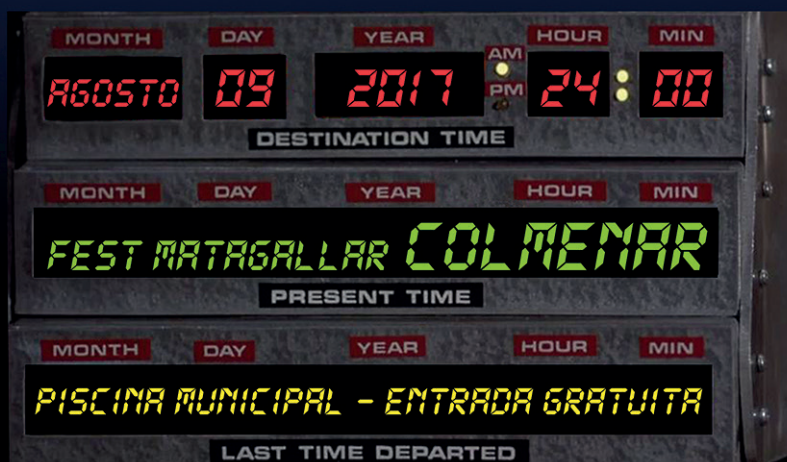 MONTH DAY YEAR HOUR MIN
AGOSTO 09 2017 AM PM 24:00
DESTINATION TIME
MONTH DAY YEAR HOUR MIN
FEST MATAGALLAR COLMENAR
PRESENT TIME
MONTH DAY YEAR HOUR MIN
PISCINA MUNICIPAL - ENTRADA GRATUITA
LAST TIME DEPARTED